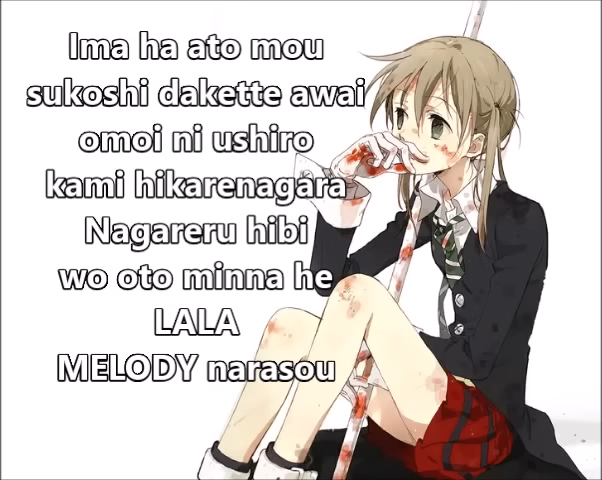 Ima ha ato mou
sukoshi dakette awai
omoi ni ushiro
kami hikarenagara
Nagareru hibi
wo oto minna he
LALA
MELODY narasou